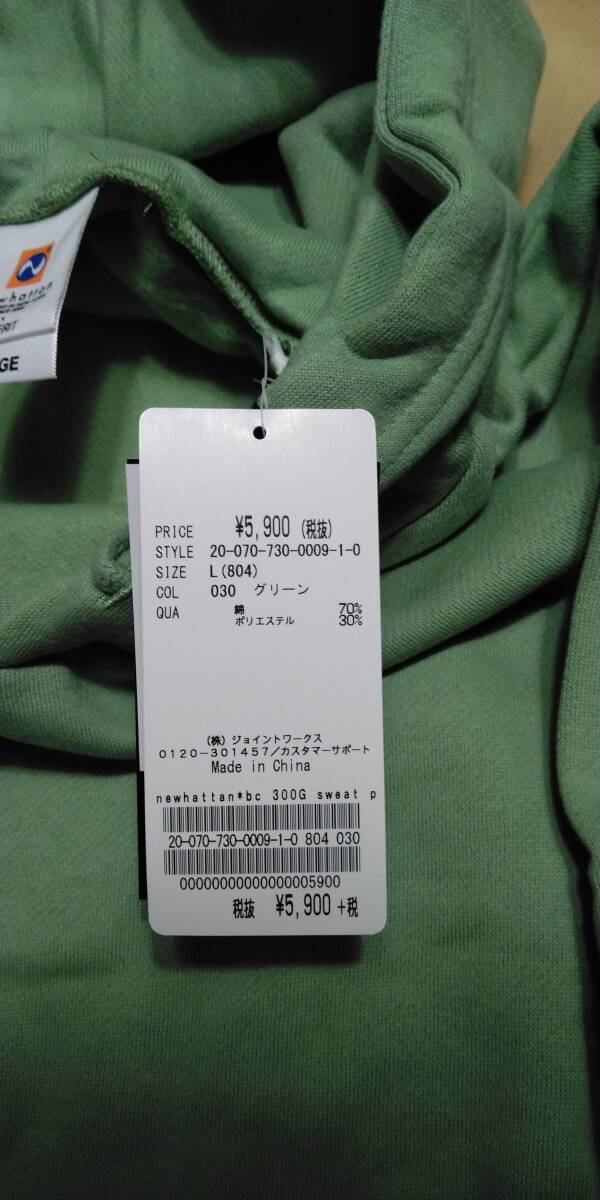 whattan
GE
PRICE ¥5,900 (税抜)
STYLE 20-070-730-0009-1-0
SIZE L(804)
COL 030 グリーン
QUA 綿 70%
ポリエステル 30%
(株)ジョイントワークス
0120-301457/カスタマーサポート
Made in China
newhattan*bc 300G sweat p
20-070-730-0009-1-0 804 030
00000000000000005900
税抜 ¥5,900 +税